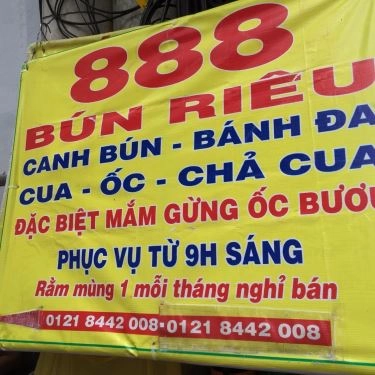 888
BÚN RIÊU
CANH BÚN - BÁNH ĐA
CUA - ỐC - CHẢ CUA
ĐẶC BIỆT MẮM GỪNG ỐC BƯƠU
PHỤC VỤ TỪ 9H SÁNG
Rằm mùng 1 mỗi tháng nghỉ bán
0121 8442 008-0121 8442 008